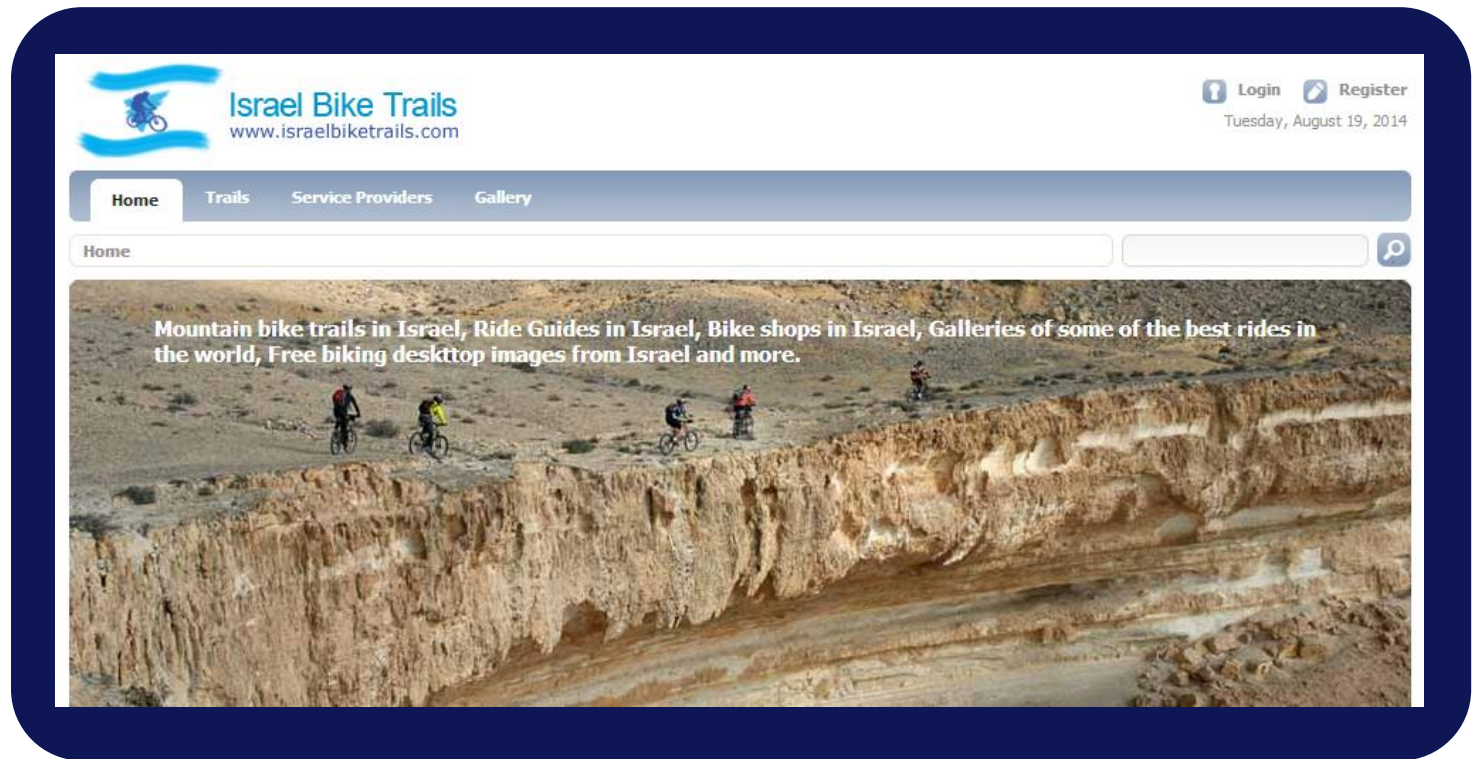 Israel Bike Trails
www.israelbiketrails.com
Login Register
Tuesday, August 19, 2014
Home Trails Service Providers Gallery
Home
Mountain bike trails in Israel, Ride Guides in Israel, Bike shops in Israel, Galleries of some of the best rides in
the world, Free biking deskttop images from Israel and more.